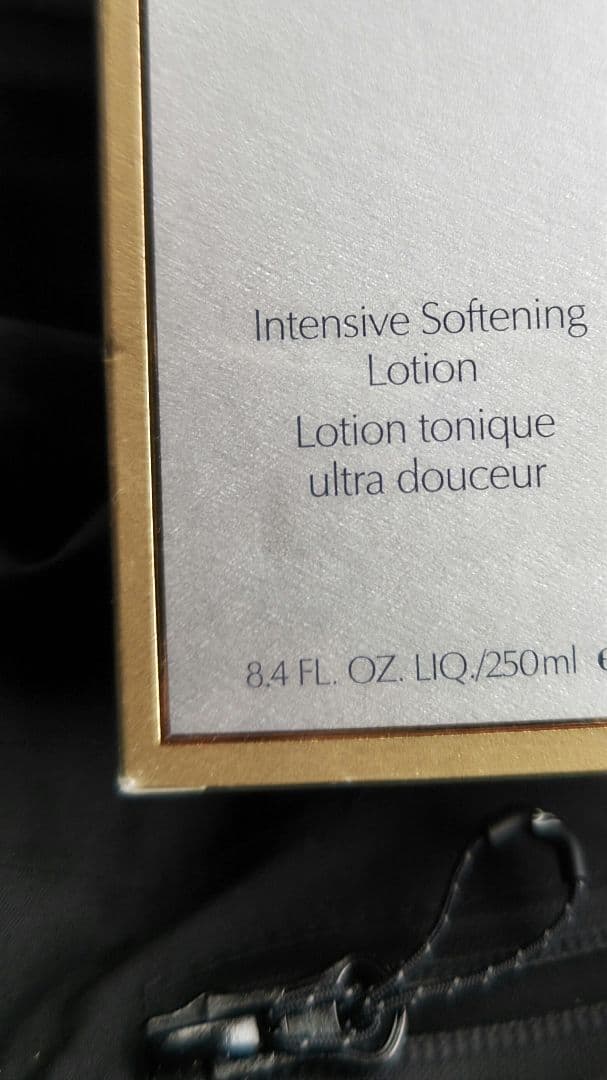 Intensive Softening
Lotion
Lotion tonique
ultra douceur
8.4 FL. OZ. LIQ./250ml